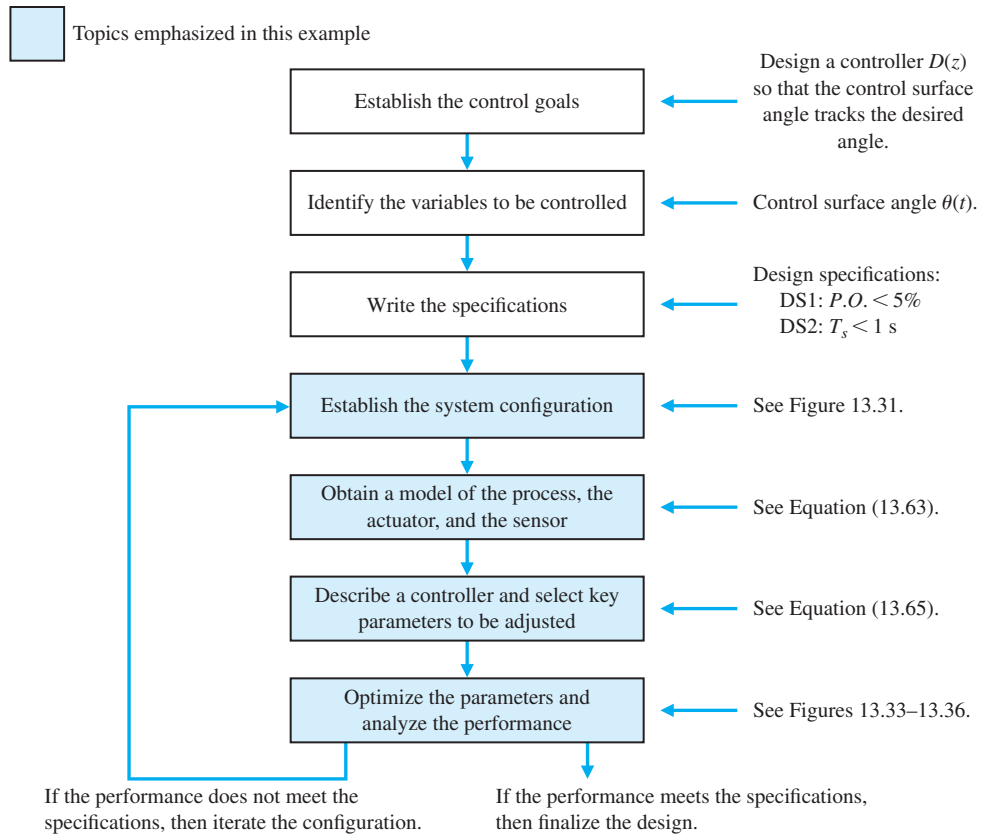 Topics emphasized in this example
Establish the control goals
Design a controller D(z)
so that the control surface
angle tracks the desired
angle.
Identify the variables to be controlled
Control surface angle θ(t).
Write the specifications
Design specifications:
DS1: P.O. < 5%
DS2: Tₛ < 1 s
Establish the system configuration
See Figure 13.31.
Obtain a model of the process, the
actuator, and the sensor
See Equation (13.63).
Describe a controller and select key
parameters to be adjusted
See Equation (13.65).
Optimize the parameters and
analyze the performance
See Figures 13.33–13.36.
If the performance does not meet the
specifications, then iterate the configuration.
If the performance meets the specifications,
then finalize the design.